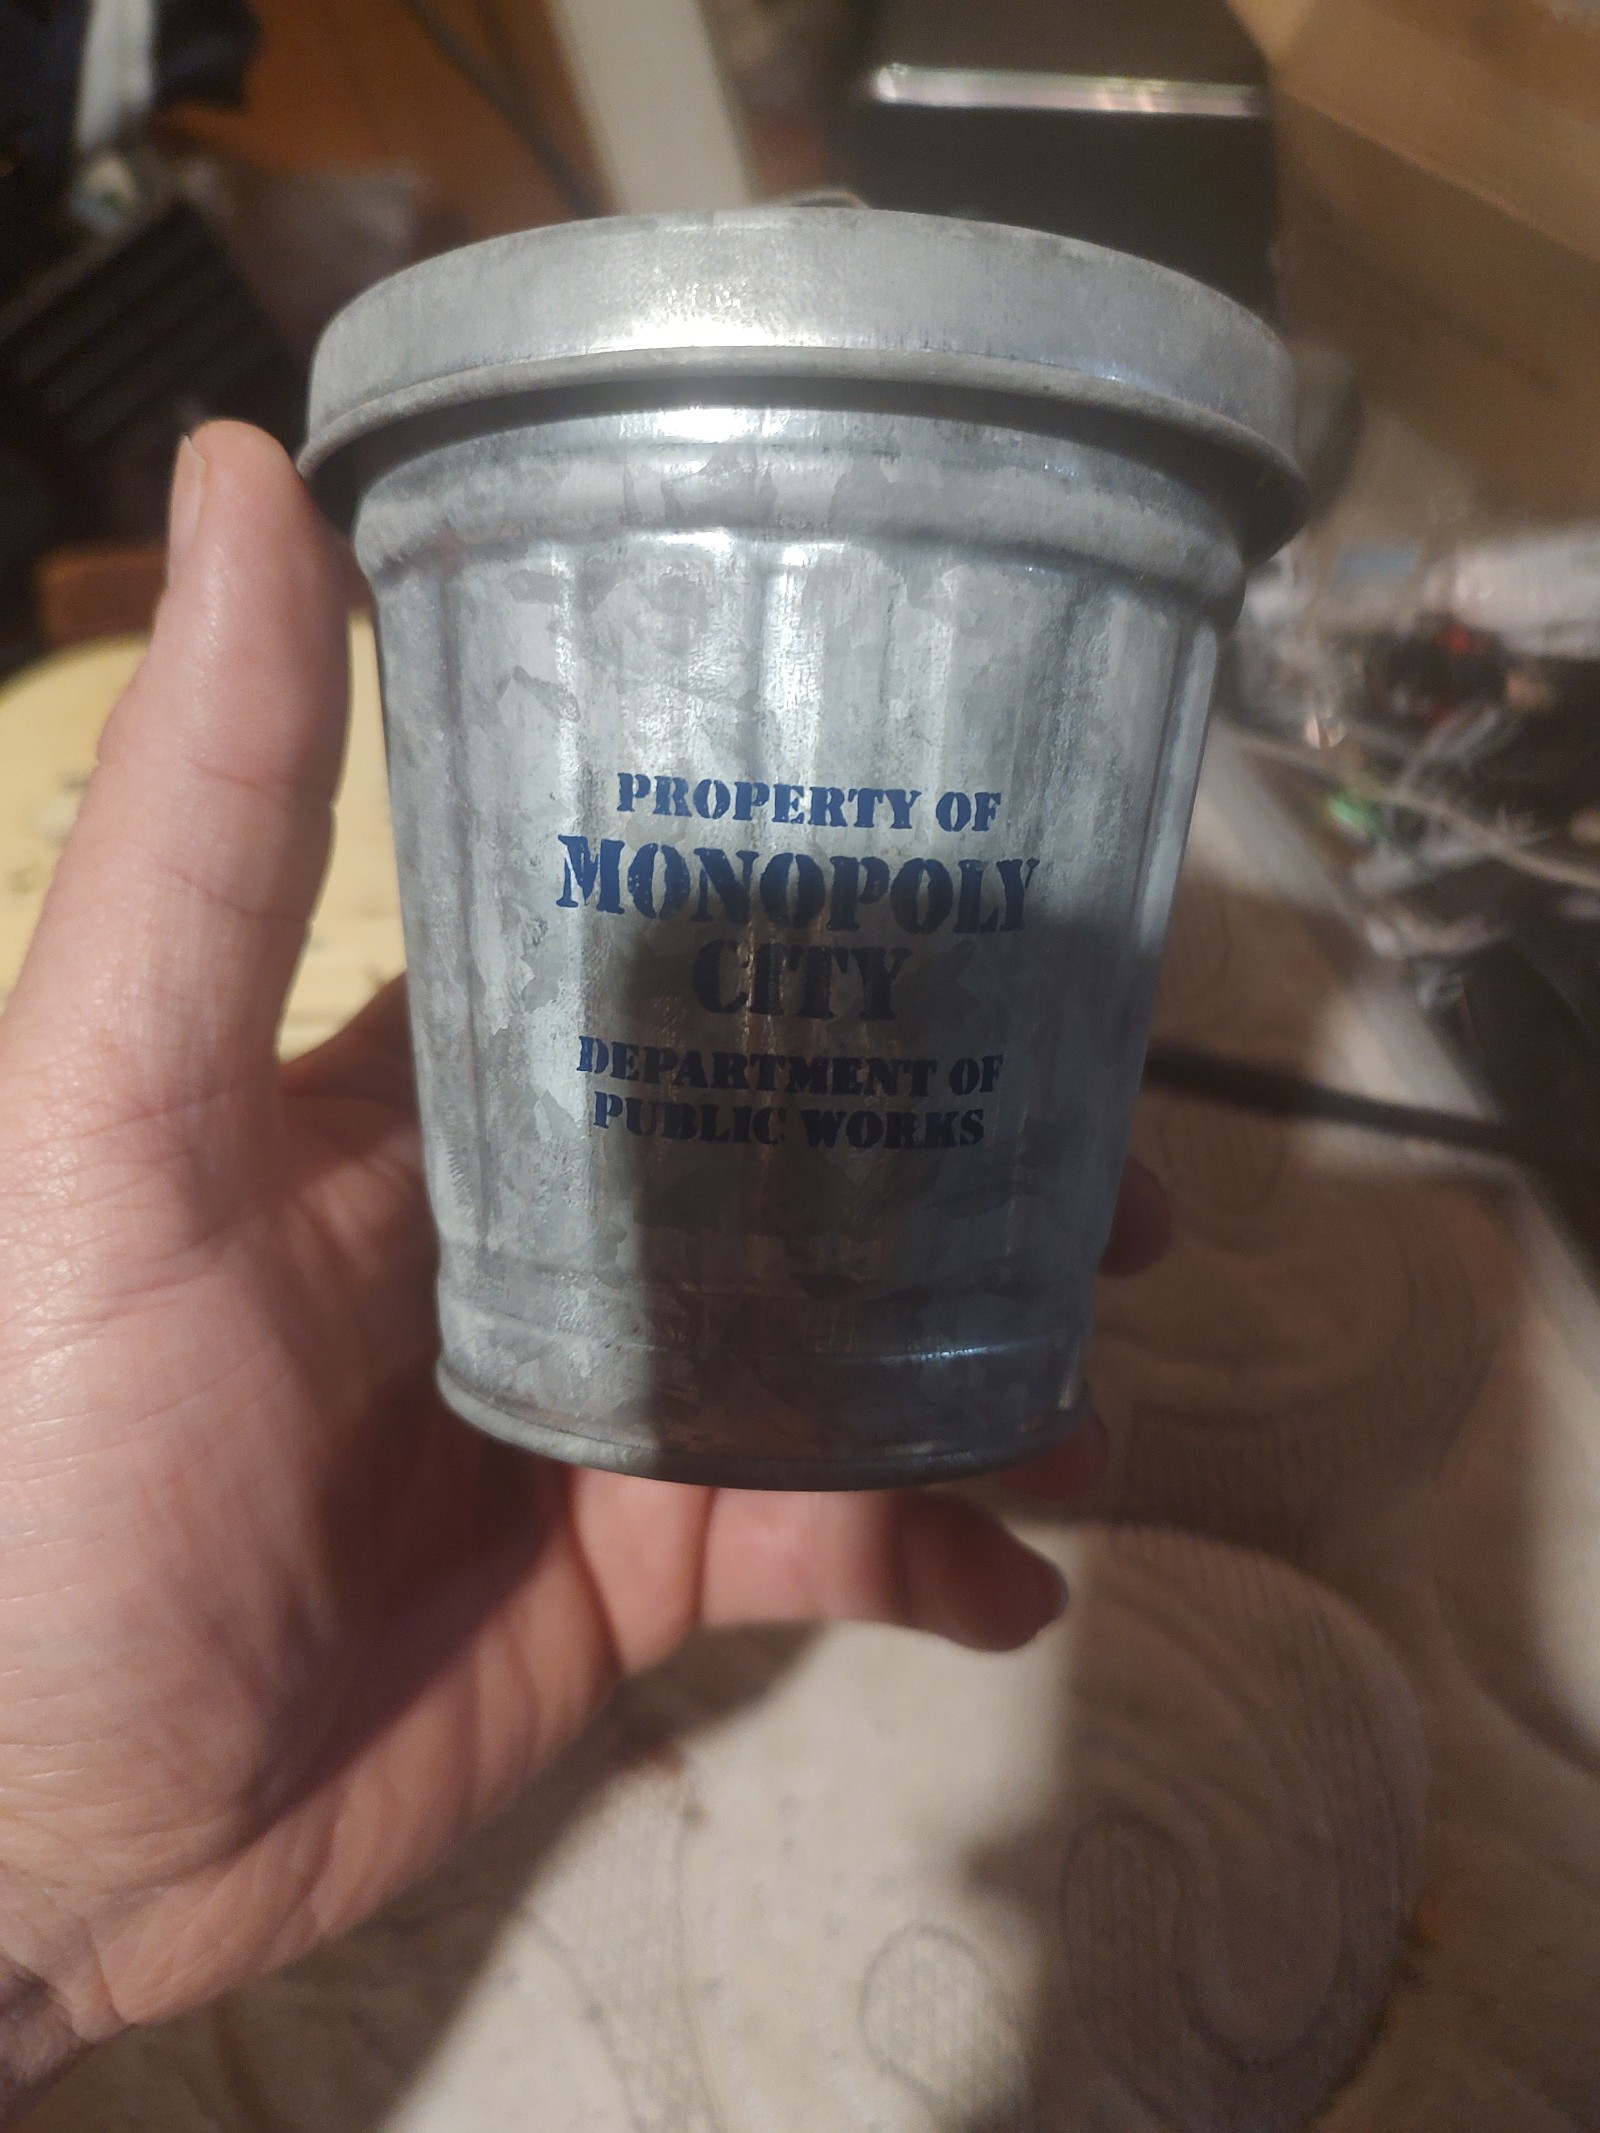 PROPERTY OF
MONOPOLY
CITY
DEPARTMENT OF
PUBLIC WORKS